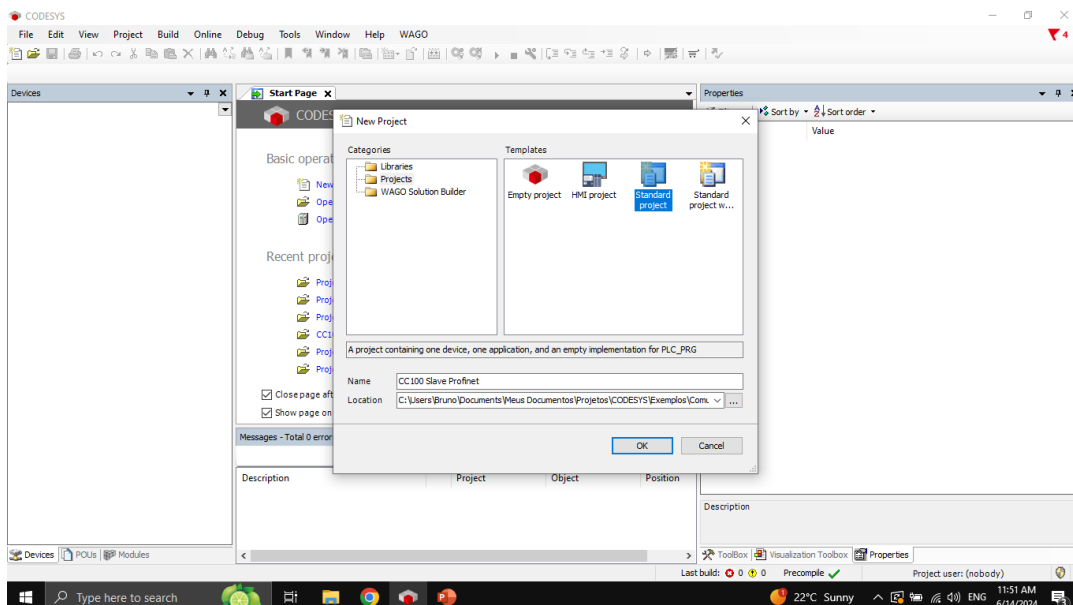 CODESYS
File Edit View Project Build Online Debug Tools Window Help WAGO
4
Devices
Start Page
Properties
CODES
Sort by
Sort order
Value
Basic operat
New
Ope
Ope
Recent proj
Proj
Proj
Proj
CC1
Proj
Proj
Close page aft
Show page on
New Project
Categories
Templates
Libraries
Projects
WAGO Solution Builder
Empty project
HMI project
Standard
project
Standard
project w...
A project containing one device, one application, and an empty implementation for PLC_PRG
Name
CC100 Slave Profinet
Location
C:\Users\Bruno\Documents\Meus Documentos\Projetos\CODESYS\Exemplos\Comu
...
OK
Cancel
Messages - Total 0 error
Description
Project
Object
Position
Description
Devices
POUs
Modules
ToolBox
Visualization Toolbox
Properties
Last build: 0 0
Precompile
Project user: (nobody)
Type here to search
22°C Sunny
ENG
11:51 AM
6/14/2024